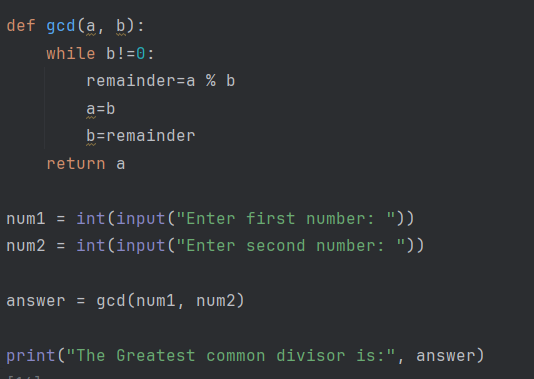 def gcd(a, b):
    while b!=0:
        remainder=a % b
        a=b
        b=remainder
    return a

num1 = int(input("Enter first number: "))
num2 = int(input("Enter second number: "))

answer = gcd(num1, num2)

print("The Greatest common divisor is:", answer)